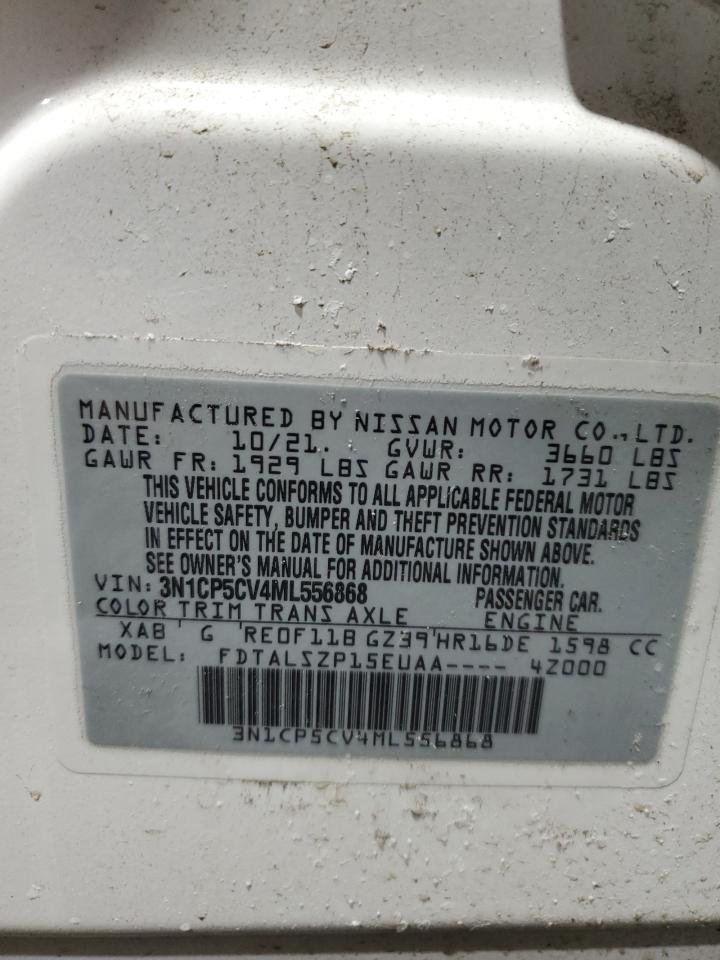 MANUFACTURED BY NISSAN MOTOR CO., LTD.
DATE: 10/21. GVWR: 3660 LBS
GAWR FR: 1929 LBS GAWR RR: 1731 LBS
THIS VEHICLE CONFORMS TO ALL APPLICABLE FEDERAL MOTOR
VEHICLE SAFETY, BUMPER AND THEFT PREVENTION STANDARDS
IN EFFECT ON THE DATE OF MANUFACTURE SHOWN ABOVE.
SEE OWNER'S MANUAL FOR ADDITIONAL INFORMATION.
VIN: 3N1CP5CV4ML556868 PASSENGER CAR.
COLOR TRIM TRANS AXLE ENGINE
XAB ' G 'RE0F11B GZ39'HR16DE 1598 CC
MODEL: FDTALSZP15EUAA---- 4Z000
3N1CP5CV4ML556868